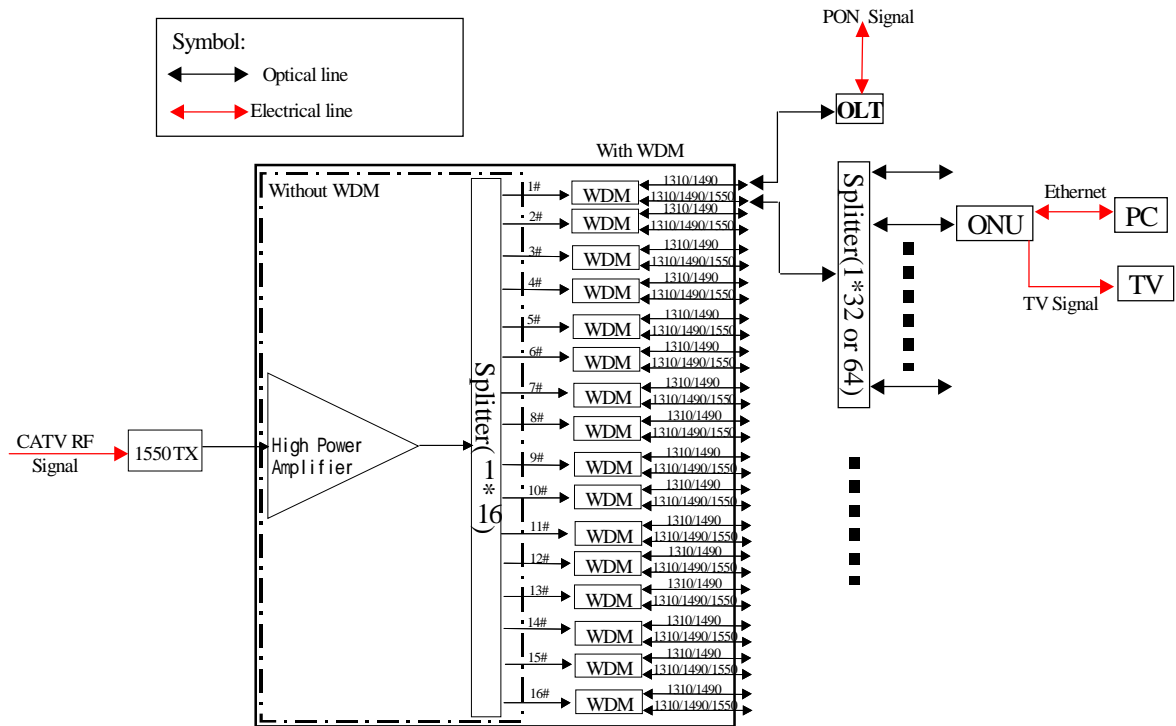 PON Signal
Symbol:
Optical line
Electrical line
OLT
With WDM
Without WDM
1#
WDM
1310/1490
1310/1490/1550
2#
WDM
1310/1490
1310/1490/1550
3#
WDM
1310/1490
1310/1490/1550
4#
WDM
1310/1490
1310/1490/1550
5#
WDM
1310/1490
1310/1490/1550
6#
WDM
1310/1490
1310/1490/1550
7#
WDM
1310/1490
1310/1490/1550
8#
WDM
1310/1490
1310/1490/1550
9#
WDM
1310/1490
1310/1490/1550
10#
WDM
1310/1490
1310/1490/1550
11#
WDM
1310/1490
1310/1490/1550
12#
WDM
1310/1490
1310/1490/1550
13#
WDM
1310/1490
1310/1490/1550
14#
WDM
1310/1490
1310/1490/1550
15#
WDM
1310/1490
1310/1490/1550
16#
WDM
1310/1490
1310/1490/1550
CATV RF
Signal
1550 TX
High Power
Amplifier
Splitter(1*16)
Splitter(1*32 or 64)
ONU
Ethernet
PC
TV
TV Signal